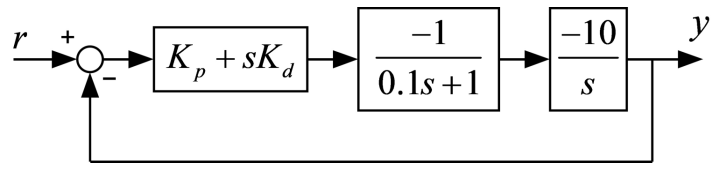 r + − K_p + sK_d −1/(0.1s+1) −10/s y